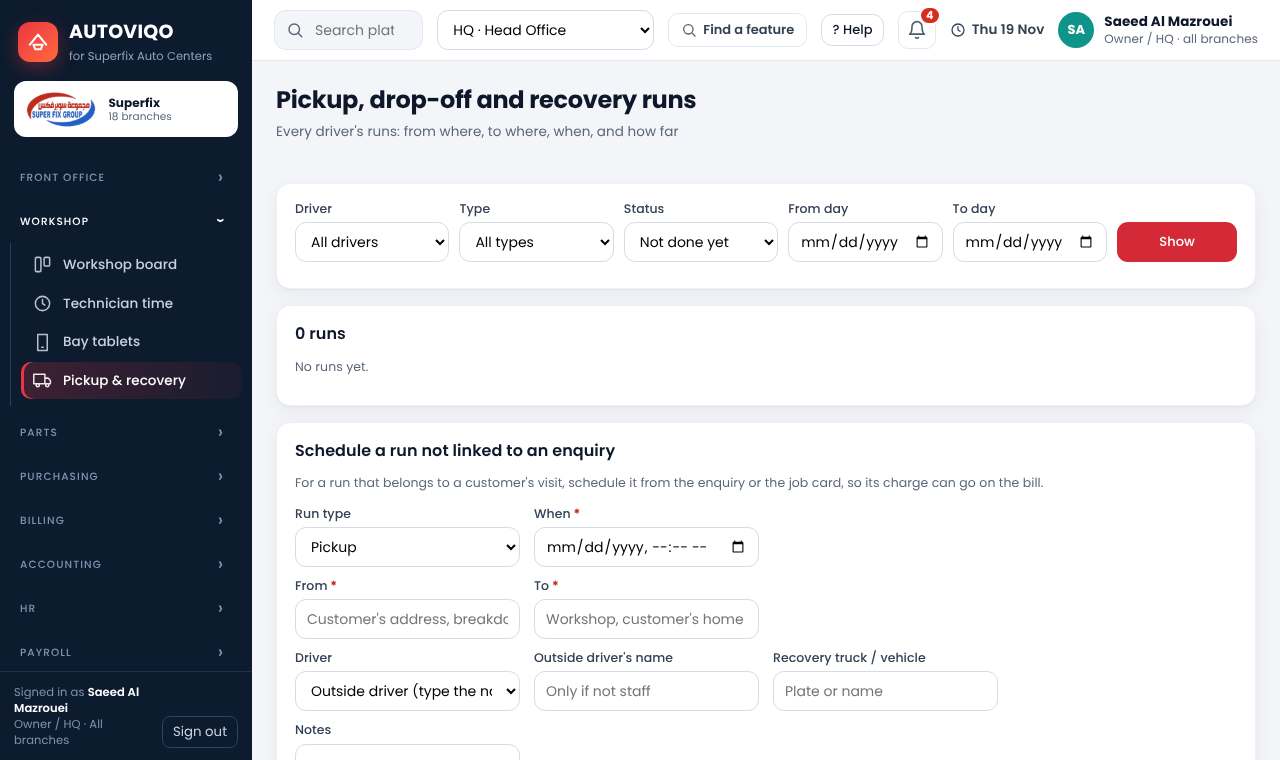 AUTOVIQO
for Superfix Auto Centers
مجموعة سوبر فكس
SUPER FIX GROUP
Superfix
18 branches
FRONT OFFICE
WORKSHOP
Workshop board
Technician time
Bay tablets
Pickup & recovery
PARTS
PURCHASING
BILLING
ACCOUNTING
HR
PAYROLL
Signed in as Saeed Al
Mazrouei
Owner / HQ · All
branches
Sign out
Search plat
HQ · Head Office
Find a feature
? Help
4
Thu 19 Nov
SA
Saeed Al Mazrouei
Owner / HQ · all branches
Pickup, drop-off and recovery runs
Every driver's runs: from where, to where, when, and how far
Driver
Type
Status
From day
To day
All drivers
All types
Not done yet
mm/dd/yyyy
mm/dd/yyyy
Show
0 runs
No runs yet.
Schedule a run not linked to an enquiry
For a run that belongs to a customer's visit, schedule it from the enquiry or the job card, so its charge can go on the bill.
Run type
When *
Pickup
mm/dd/yyyy, --:-- --
From *
To *
Customer's address, breakdo
Workshop, customer's home
Driver
Outside driver's name
Recovery truck / vehicle
Outside driver (type the na
Only if not staff
Plate or name
Notes